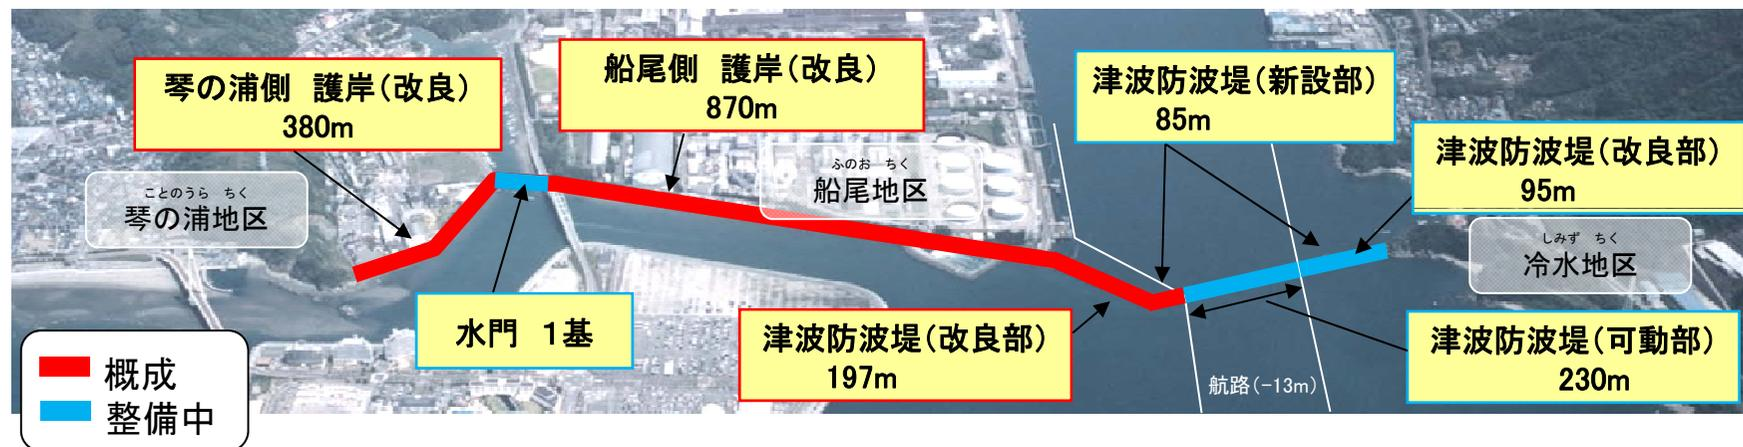 琴の浦側　護岸（改良）
380m
船尾側　護岸（改良）
870m
津波防波堤（新設部）
85m
津波防波堤（改良部）
95m
ことのうら　ちく
琴の浦地区
ふのお　ちく
船尾地区
しみず　ちく
冷水地区
水門　１基
津波防波堤（改良部）
197m
津波防波堤（可動部）
230m
航路（-13m）
概成
整備中